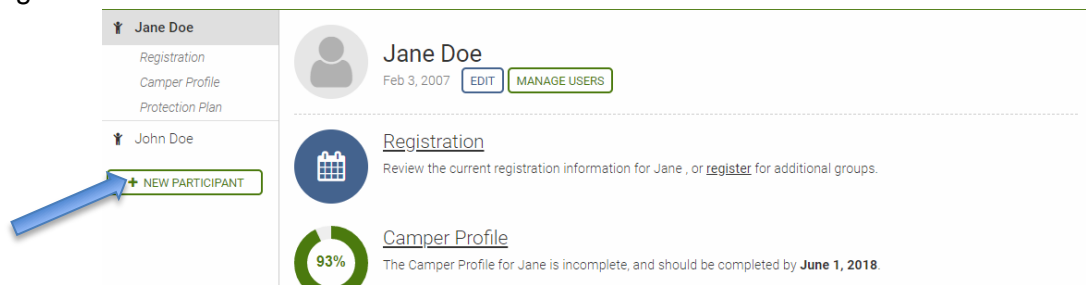 Jane Doe
Registration
Camper Profile
Protection Plan
John Doe
+ NEW PARTICIPANT
Jane Doe
Feb 3, 2007 EDIT MANAGE USERS
Registration
Review the current registration information for Jane , or register for additional groups.
93%
Camper Profile
The Camper Profile for Jane is incomplete, and should be completed by June 1, 2018.